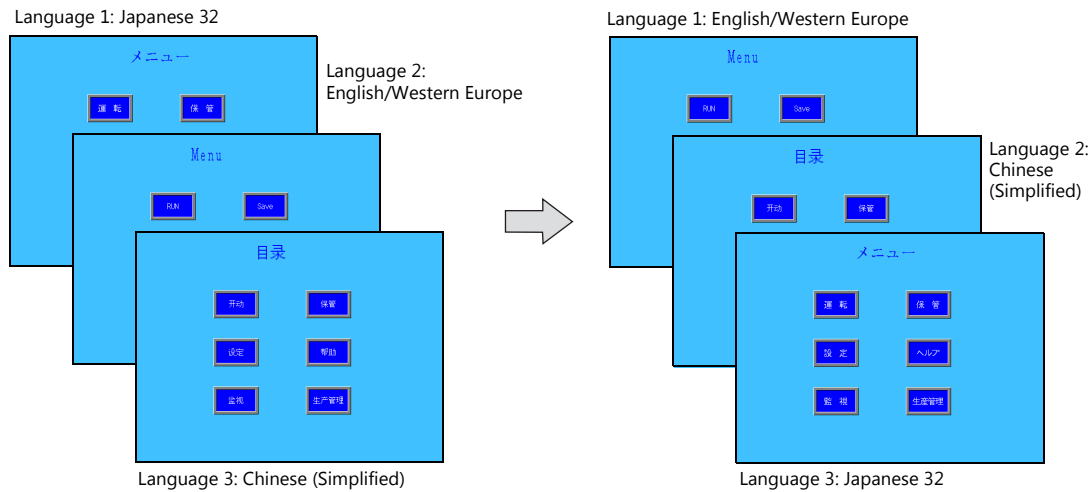 Language 1: Japanese 32
メニュー
運 転
保 管
Language 2:
English/Western Europe
Menu
RUN
Save
目录
开动
保管
设定
帮助
监视
生产管理
Language 3: Chinese (Simplified)
Language 1: English/Western Europe
Menu
RUN
Save
Language 2:
Chinese
(Simplified)
目录
开动
保管
メニュー
運 転
保 管
設 定
ヘルプ
監 視
生産管理
Language 3: Japanese 32